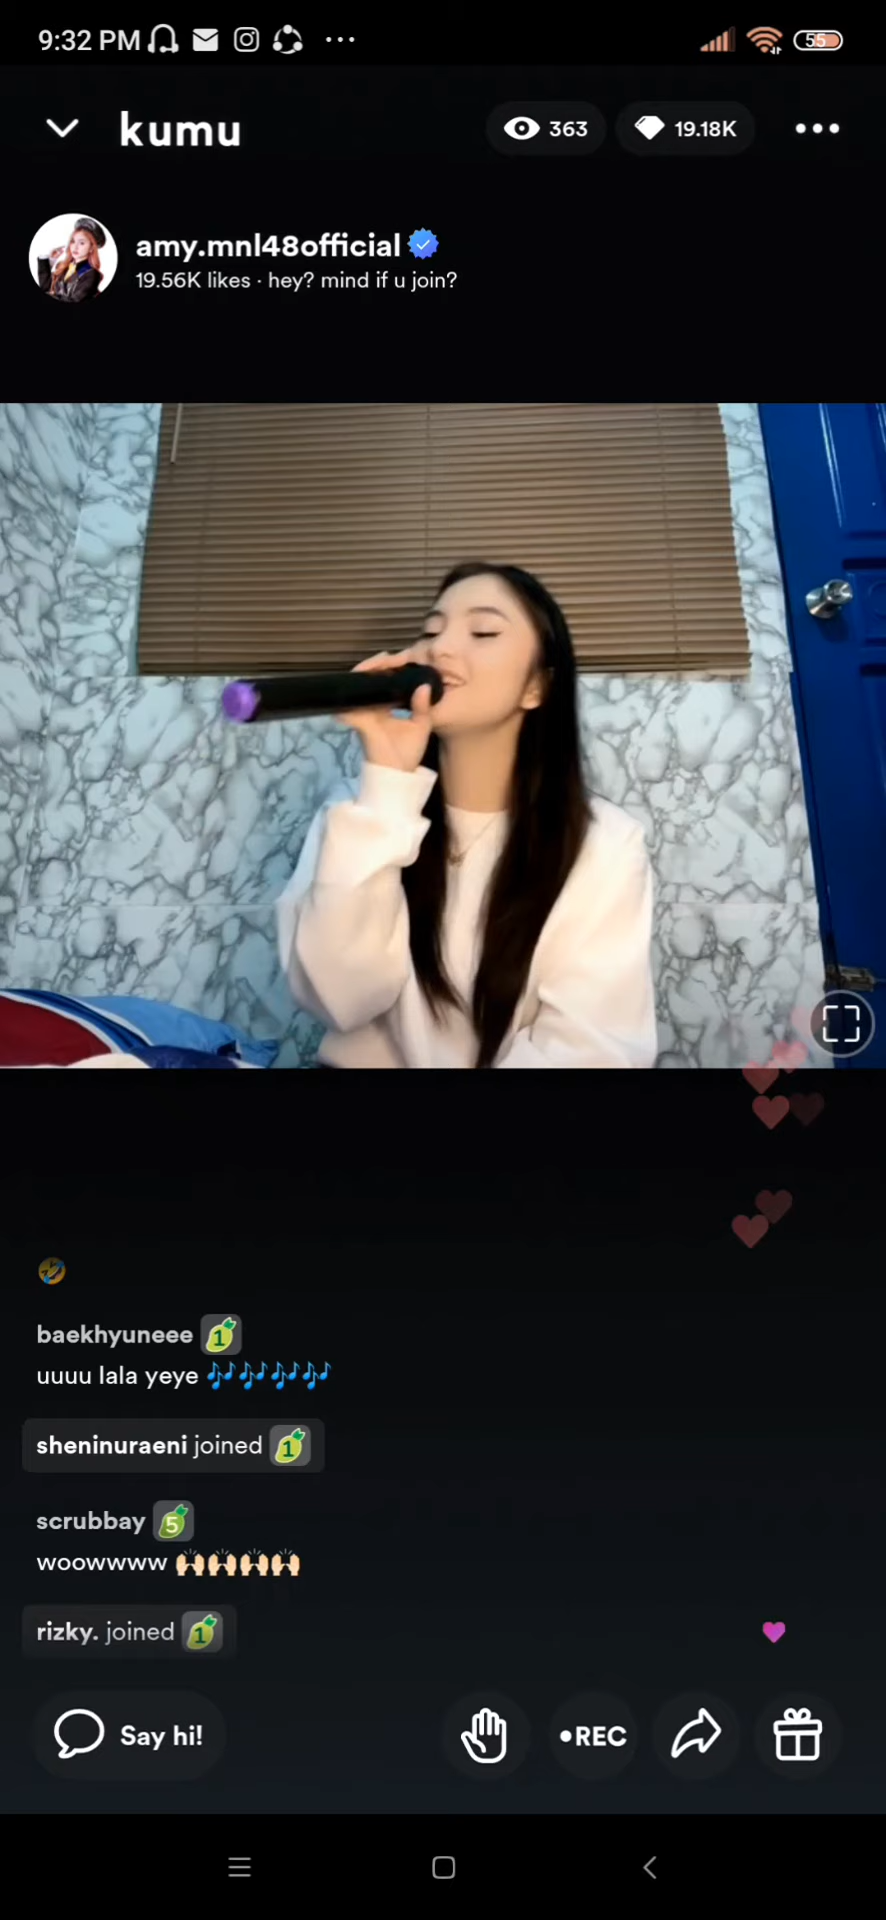 9:32 PM
55
kumu
363
19.18K
amy.mnl48official
19.56K likes · hey? mind if u join?
🤣
baekhyuneee 1
uuuu lala yeye 🎶🎶🎶🎶
sheninuraeni joined 1
scrubbay 5
woowwww 🙌🏻🙌🏻🙌🏻🙌🏻
rizky. joined 1
Say hi!
•REC